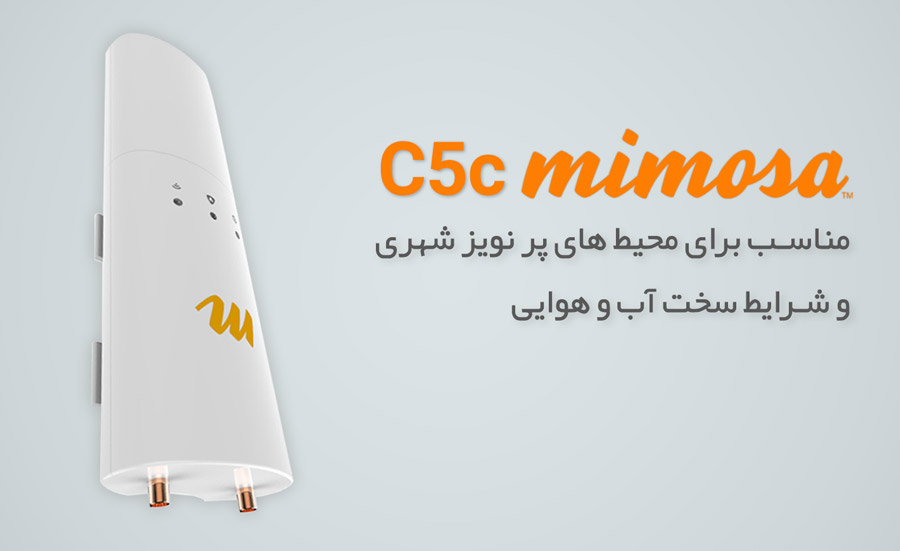 C5c mimosa™
مناسب برای محیط های پر نویز شهری
و شرایط سخت آب و هوایی